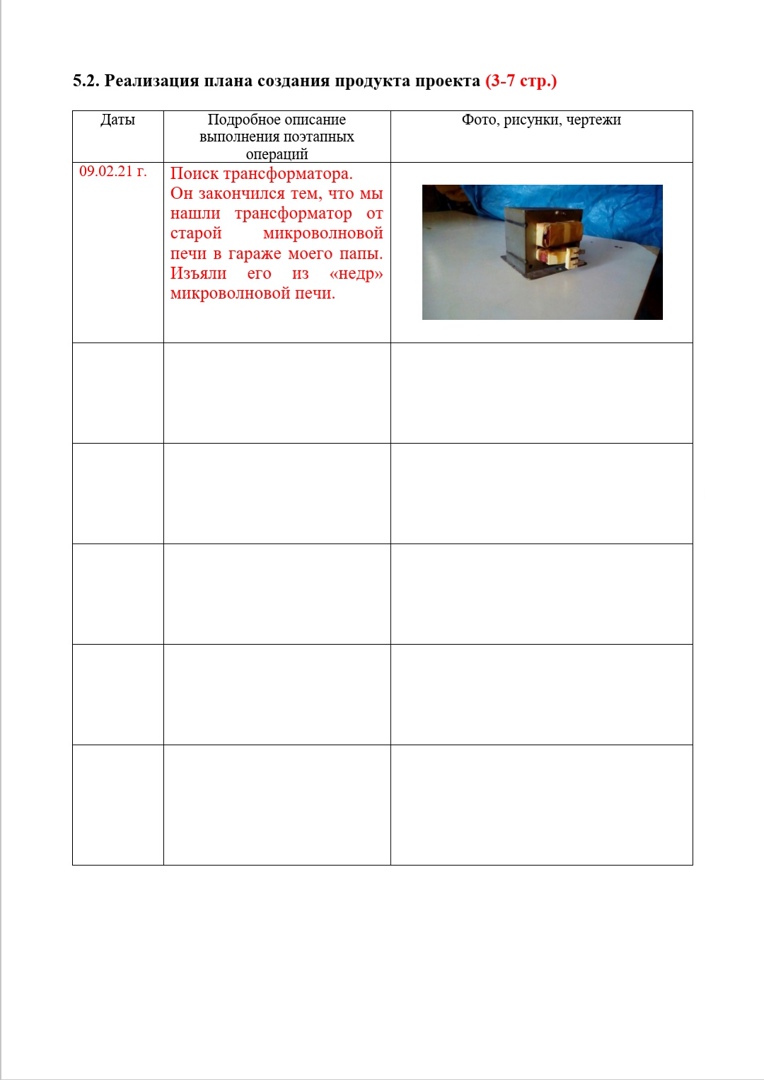 5.2. Реализация плана создания продукта проекта (3-7 стр.)
Даты
Подробное описание
выполнения поэтапных
операций
Фото, рисунки, чертежи
09.02.21 г.
Поиск трансформатора.
Он закончился тем, что мы
нашли трансформатор от
старой микроволновой
печи в гараже моего папы.
Изъяли его из «недр»
микроволновой печи.